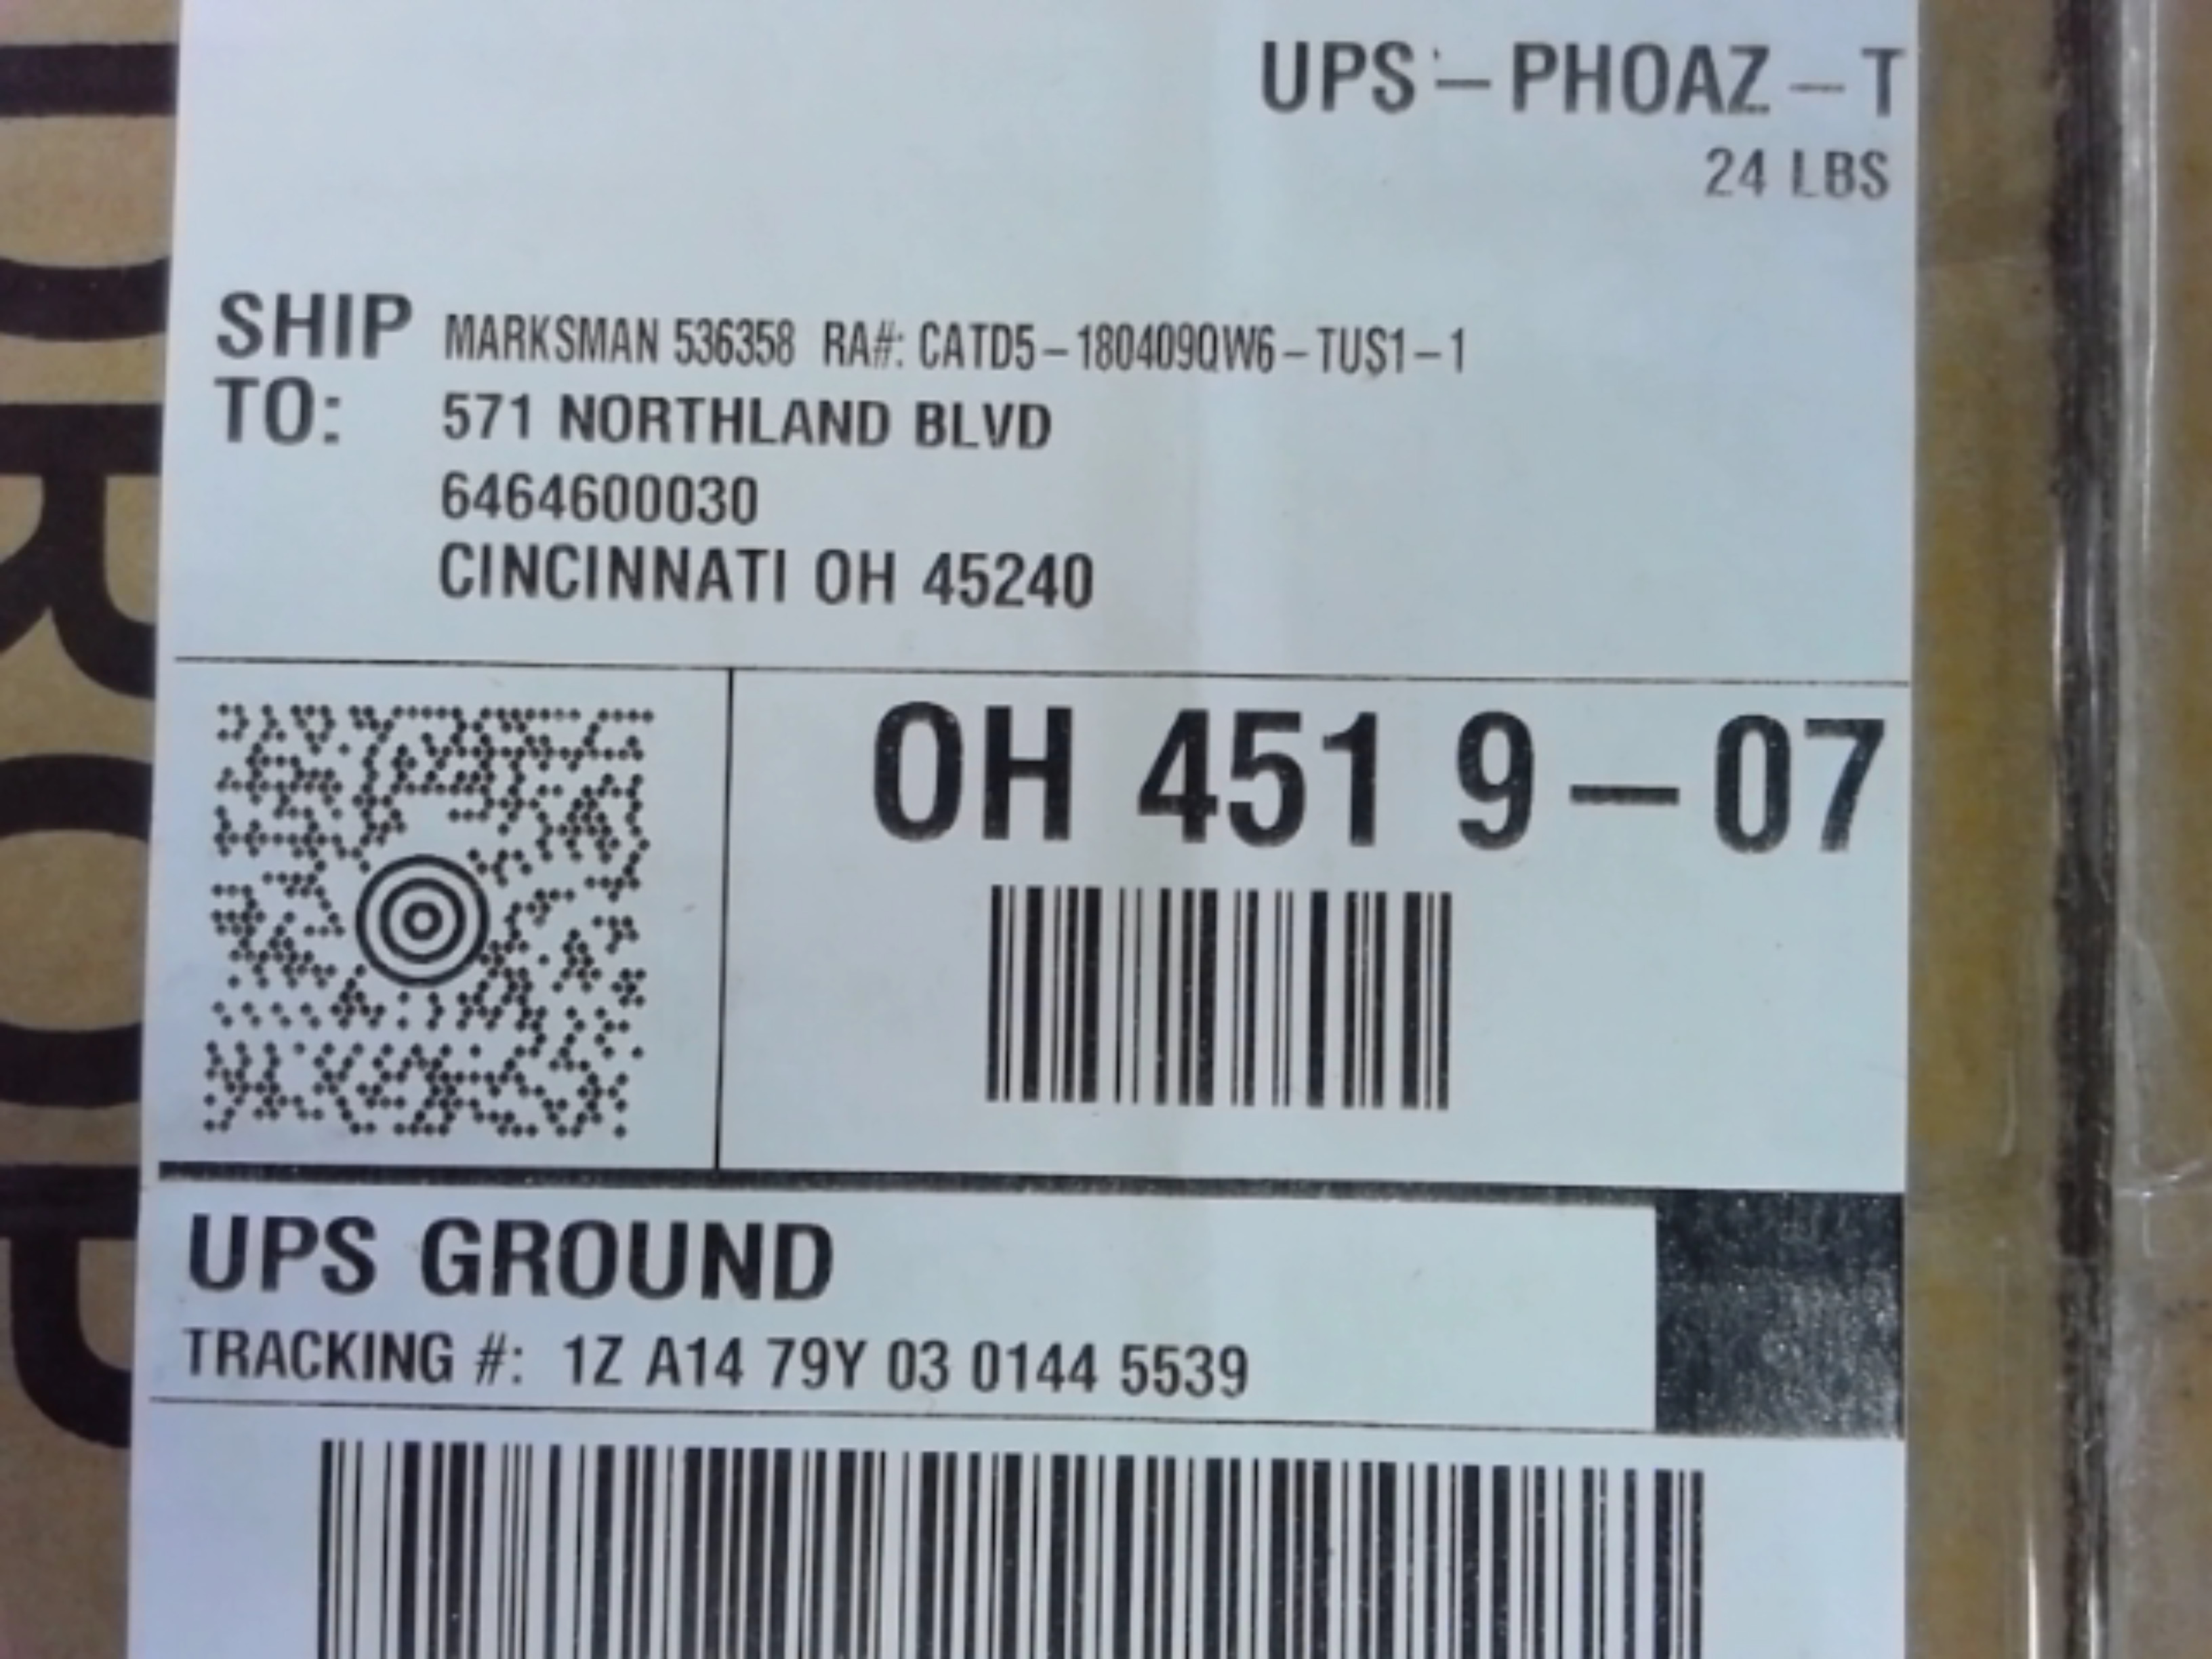 UPS - PHOAZ - T
24 LBS
SHIP TO: MARKSMAN 536358 RA#: CATD5-180409QW6-TUS1-1
571 NORTHLAND BLVD
6464600030
CINCINNATI OH 45240
OH 451 9-07
UPS GROUND
TRACKING #: 1Z A14 79Y 03 0144 5539